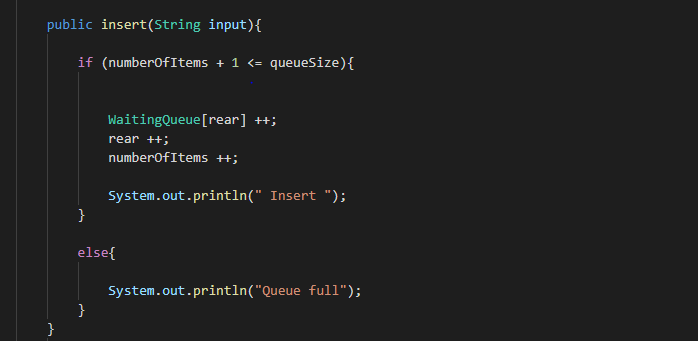 public insert(String input){
if (numberOfItems + 1 <= queueSize){
WaitingQueue[rear] ++;
rear ++;
numberOfItems ++;
System.out.println(" Insert ");
}
else{
System.out.println("Queue full");
}
}